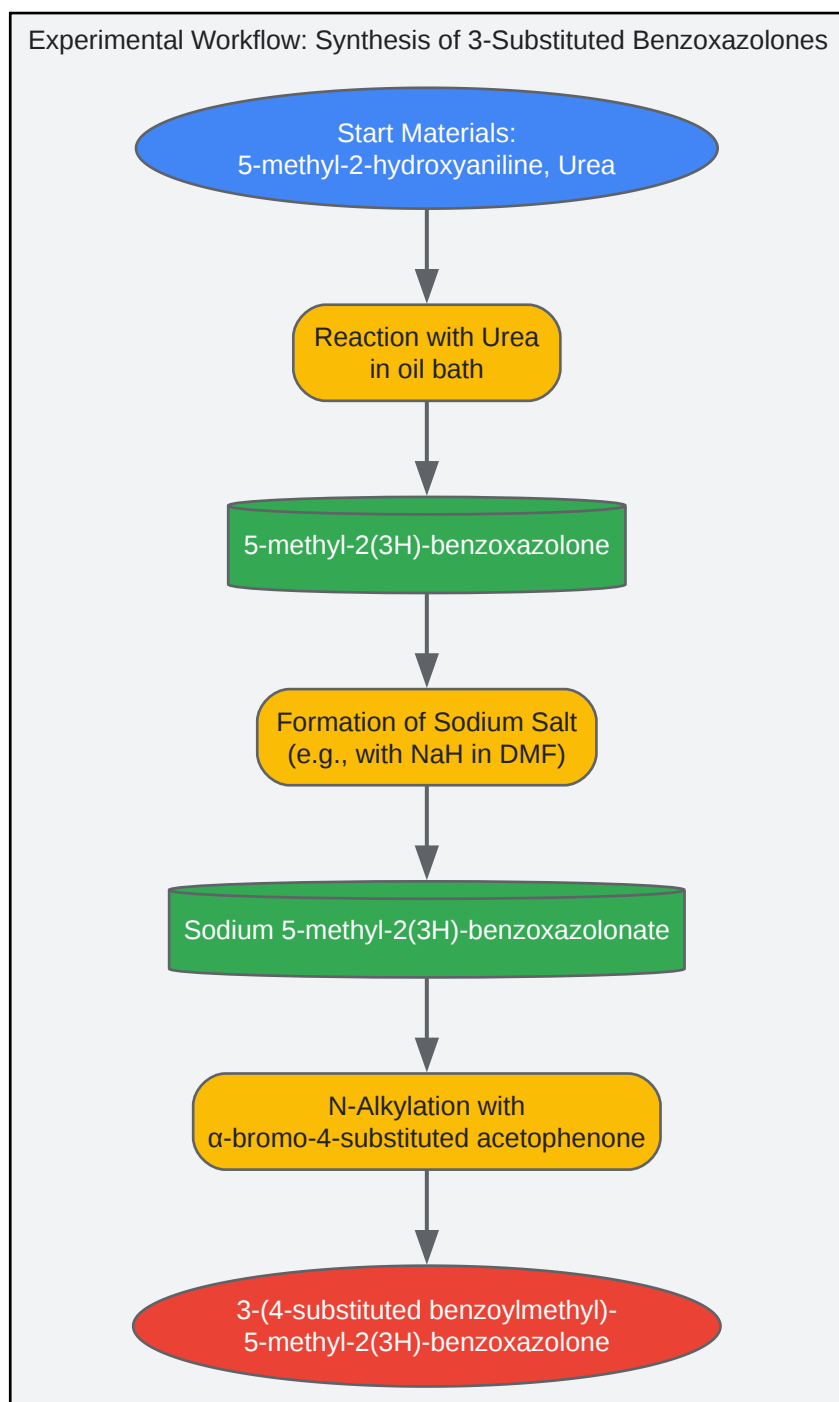 Experimental Workflow: Synthesis of 3-Substituted Benzoxazolones
Start Materials:
5-methyl-2-hydroxyaniline, Urea
Reaction with Urea
in oil bath
5-methyl-2(3H)-benzoxazolone
Formation of Sodium Salt
(e.g., with NaH in DMF)
Sodium 5-methyl-2(3H)-benzoxazolonate
N-Alkylation with
α-bromo-4-substituted acetophenone
3-(4-substituted benzoylmethyl)-
5-methyl-2(3H)-benzoxazolone